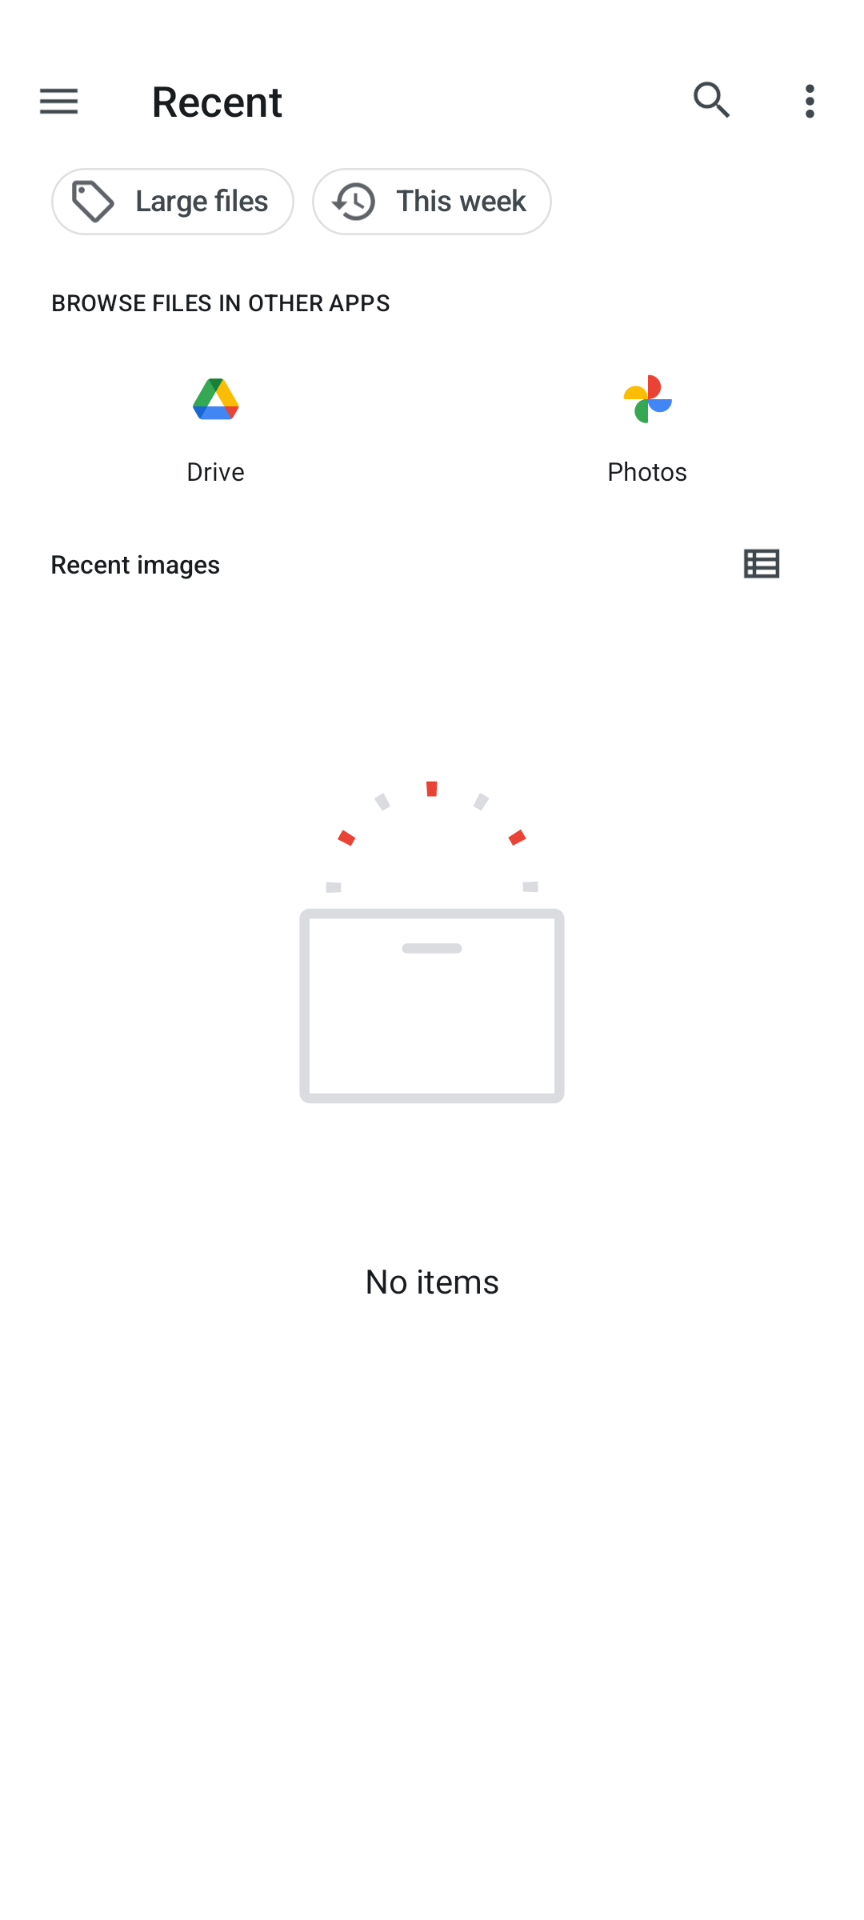 Recent
Large files
This week
BROWSE FILES IN OTHER APPS
Drive
Photos
Recent images
No items